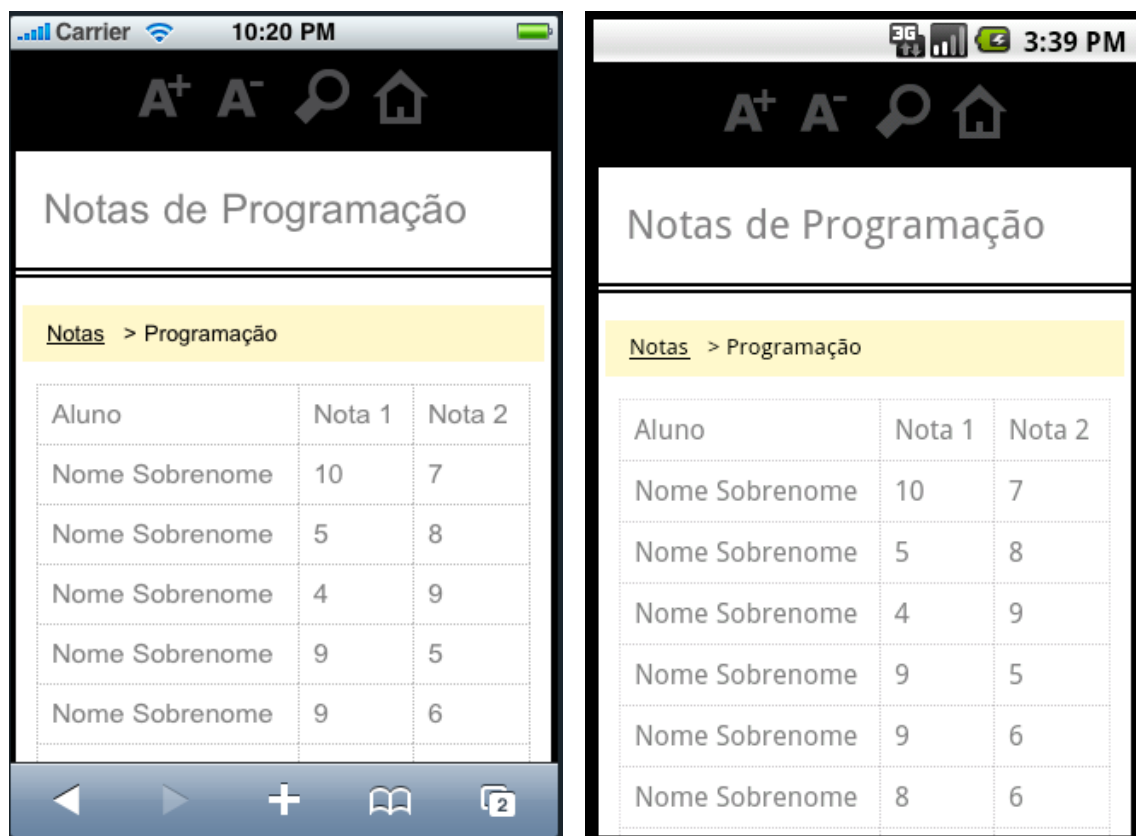 Carrier 10:20 PM
A+ A-
Notas de Programação
Notas > Programação
Aluno Nota 1 Nota 2
Nome Sobrenome 10 7
Nome Sobrenome 5 8
Nome Sobrenome 4 9
Nome Sobrenome 9 5
Nome Sobrenome 9 6
2
3G 3:39 PM
A+ A-
Notas de Programação
Notas > Programação
Aluno Nota 1 Nota 2
Nome Sobrenome 10 7
Nome Sobrenome 5 8
Nome Sobrenome 4 9
Nome Sobrenome 9 5
Nome Sobrenome 9 6
Nome Sobrenome 8 6